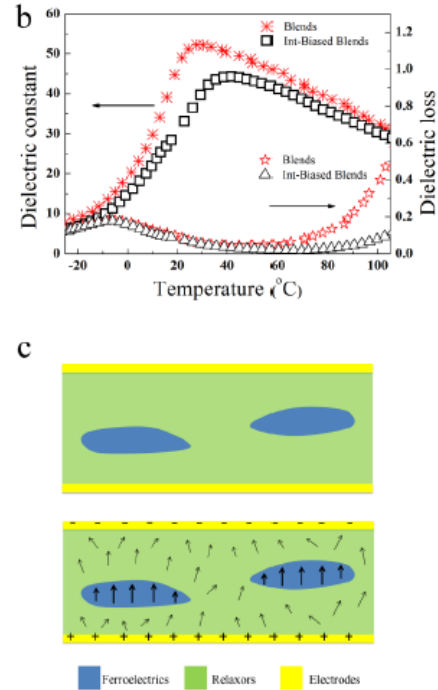 b
60
50
40
30
20
10
0
Dielectric constant
Blends
Int-Biased Blends
Blends
Int-Biased Blends
1.2
1.0
0.8
0.6
0.4
0.2
0.0
Dielectric loss
-20 0 20 40 60 80 100
Temperature (°C)
c
- - - - - - - - - - - -
+ + + + + + + + + + + +
Ferroelectrics Relaxors Electrodes